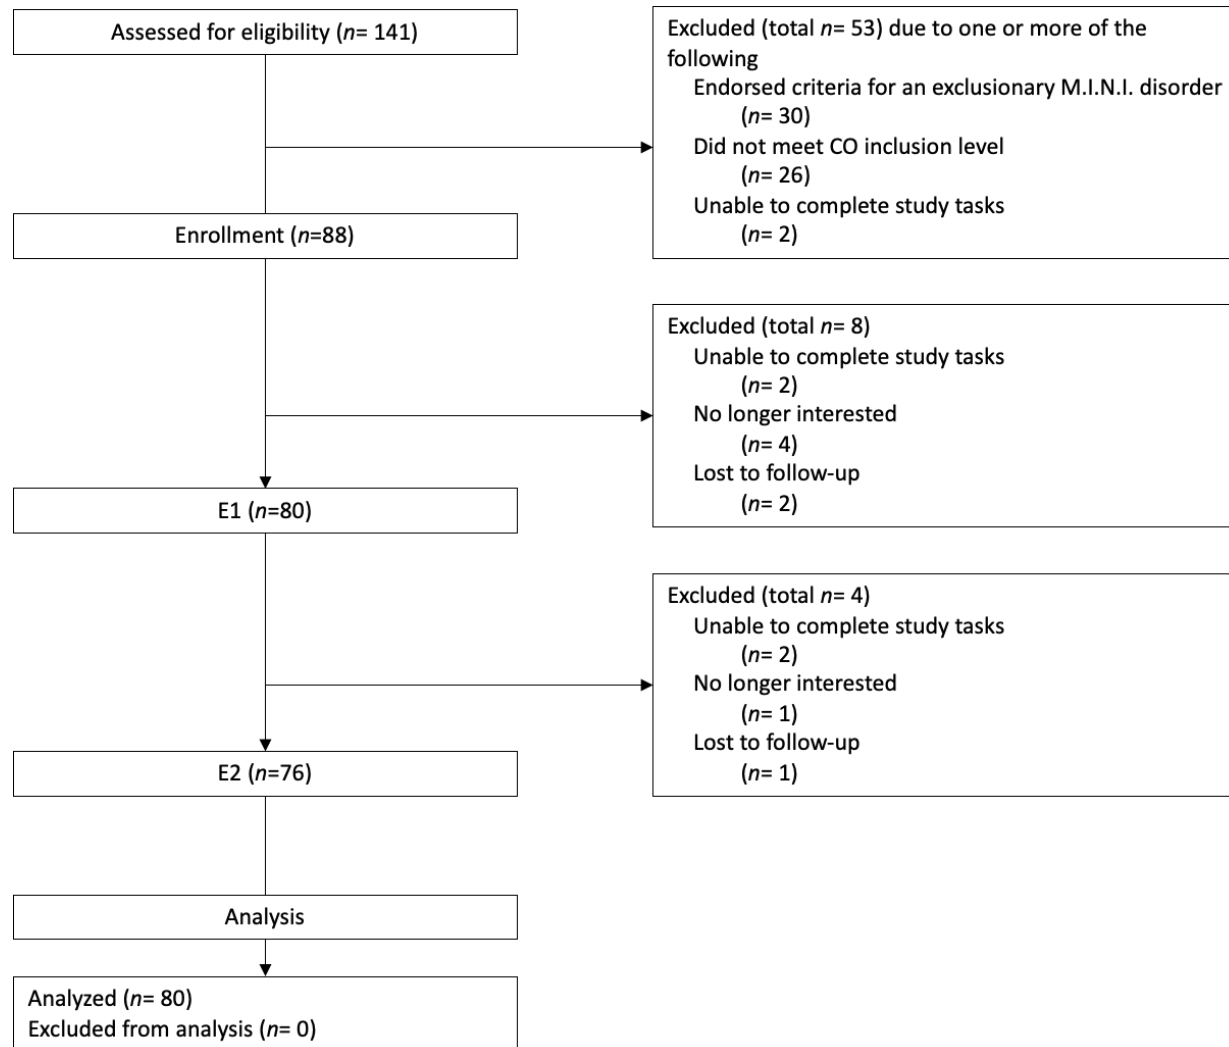 Assessed for eligibility (n= 141)
Excluded (total n= 53) due to one or more of the
following
Endorsed criteria for an exclusionary M.I.N.I. disorder
(n= 30)
Did not meet CO inclusion level
(n= 26)
Unable to complete study tasks
(n= 2)
Enrollment (n=88)
Excluded (total n= 8)
Unable to complete study tasks
(n= 2)
No longer interested
(n= 4)
Lost to follow-up
(n= 2)
E1 (n=80)
Excluded (total n= 4)
Unable to complete study tasks
(n= 2)
No longer interested
(n= 1)
Lost to follow-up
(n= 1)
E2 (n=76)
Analysis
Analyzed (n= 80)
Excluded from analysis (n= 0)